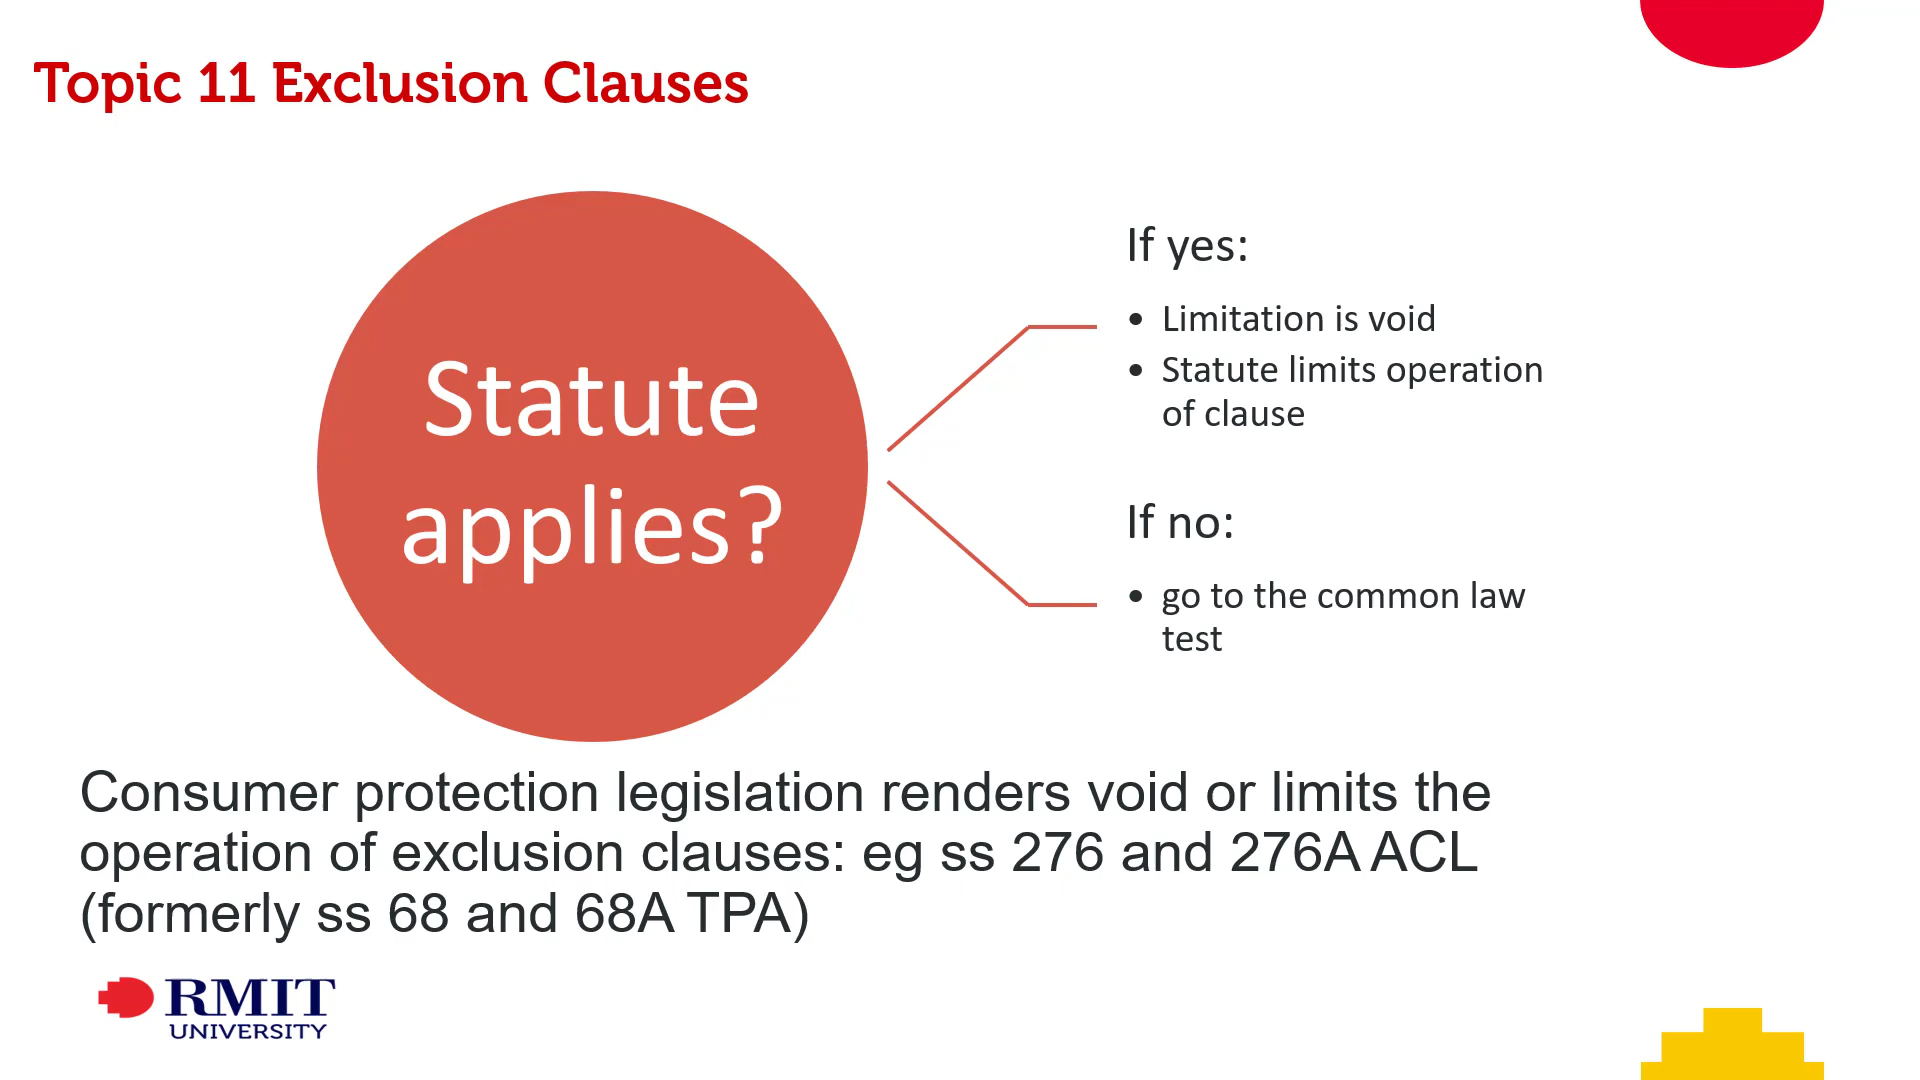 Topic 11 Exclusion Clauses
Statute
applies?
If yes:
• Limitation is void
• Statute limits operation
of clause
If no:
• go to the common law
test
Consumer protection legislation renders void or limits the
operation of exclusion clauses: eg ss 276 and 276A ACL
(formerly ss 68 and 68A TPA)
RMIT
UNIVERSITY